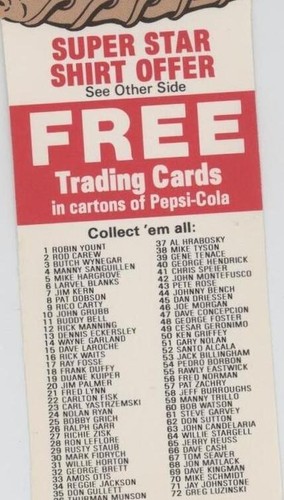 SUPER STAR
SHIRT OFFER
See Other Side
FREE
Trading Cards
in cartons of Pepsi-Cola
Collect 'em all:
1 ROBIN YOUNT
2 ROD CAREW
3 BUTCH WYNEGAR
4 MANNY SANGUILLEN
5 MIKE HARGROVE
6 LARVEL BLANKS
7 JIM KERN
8 PAT DOBSON
9 RICO CARTY
10 JOHN GRUBB
11 BUDDY BELL
12 RICK MANNING
13 DENNIS ECKERSLEY
14 WAYNE GARLAND
15 DAVE LAROCHE
16 RICK WAITS
17 RAY FOSSE
18 FRANK DUFFY
19 DUANE KUIPER
20 JIM PALMER
21 FRED LYNN
22 CARLTON FISK
23 CARL YASTRZEMSKI
24 NOLAN RYAN
25 BOBBY GRICH
26 RALPH GARR
27 RICHIE ZISK
28 RON LEFLORE
29 RUSTY STAUB
30 MARK FIDRYCH
31 WILLIE HORTON
32 GEORGE BRETT
33 AMOS OTIS
34 REGGIE JACKSON
35 DON GULLETT
36 THURMAN MUNSON
37 AL HRABOSKY
38 MIKE TYSON
39 GENE TENACE
40 GEORGE HENDRICK
41 CHRIS SPEIER
42 JOHN MONTEFUSCO
43 PETE ROSE
44 JOHNNY BENCH
45 DAN DRIESSEN
46 JOE MORGAN
47 DAVE CONCEPCION
48 GEORGE FOSTER
49 CESAR GERONIMO
50 KEN GRIFFEY
51 GARY NOLAN
52 SANTO ALCALA
53 JACK BILLINGHAM
54 PEDRO BORBON
55 RAWLY EASTWICK
56 FRED NORMAN
57 PAT ZACHRY
58 JEFF BURROUGHS
59 MANNY TRILLO
60 BOB WATSON
61 STEVE GARVEY
62 DON SUTTON
63 JOHN CANDELARIA
64 WILLIE STARGELL
65 JERRY REUSS
66 DAVE CASH
67 TOM SEAVER
68 JON MATLACK
69 DAVE KINGMAN
70 MIKE SCHMIDT
71 JAY JOHNSTONE
72 GREG LUZINSKI